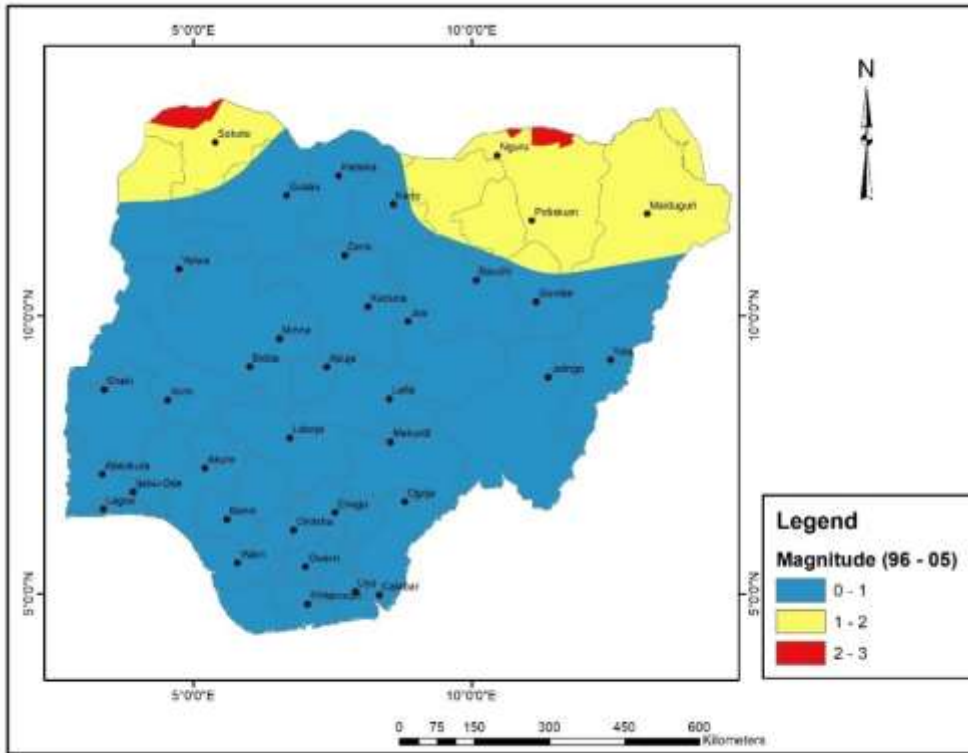 5°0'0"E 10°0'0"E
N
Sokoto
Nguru
Katsina
Gusau
Kano
Potiskum
Maiduguri
Zaria
Yelwa
Bauchi
Kaduna
Gombe
10°0'0"N 10°0'0"N
Jos
Minna
Bida
Abuja
Yola
Jalingo
Shaki
Ilorin
Lafia
Lokoja
Makurdi
Akure
Abeokuta
Ijebu-Ode
Lagos
Benin
Enugu
Ogoja
Onitsha
Warri
Owerri
Uyo
Calabar
5°0'0"N 5°0'0"N
Legend
Magnitude (96 - 05)
0 - 1
1 - 2
2 - 3
5°0'0"E 10°0'0"E
0 75 150 300 450 600
Kilometers